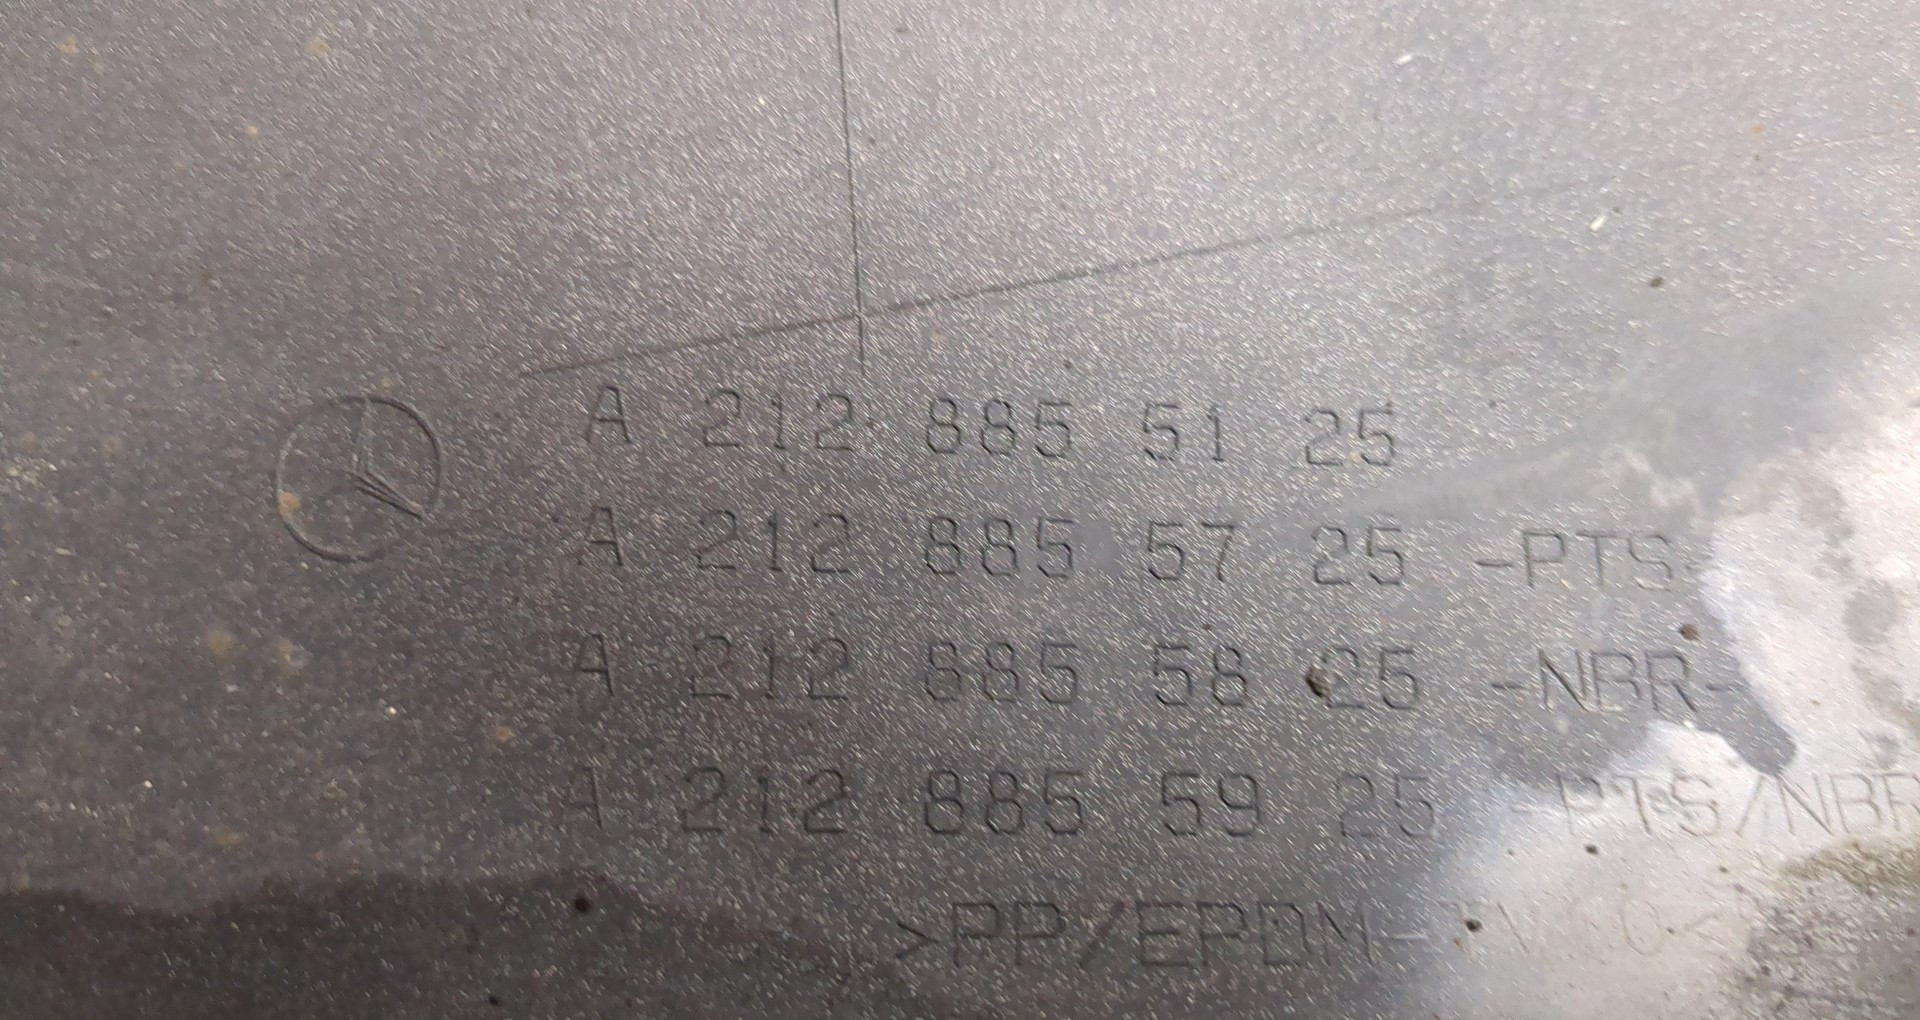 A 212 885 51 25
A 212 885 57 25 -PTS-
A 212 885 58 25 -NBR-
A 212 885 59 25 -PTS/NBR
>PP/EPDM-